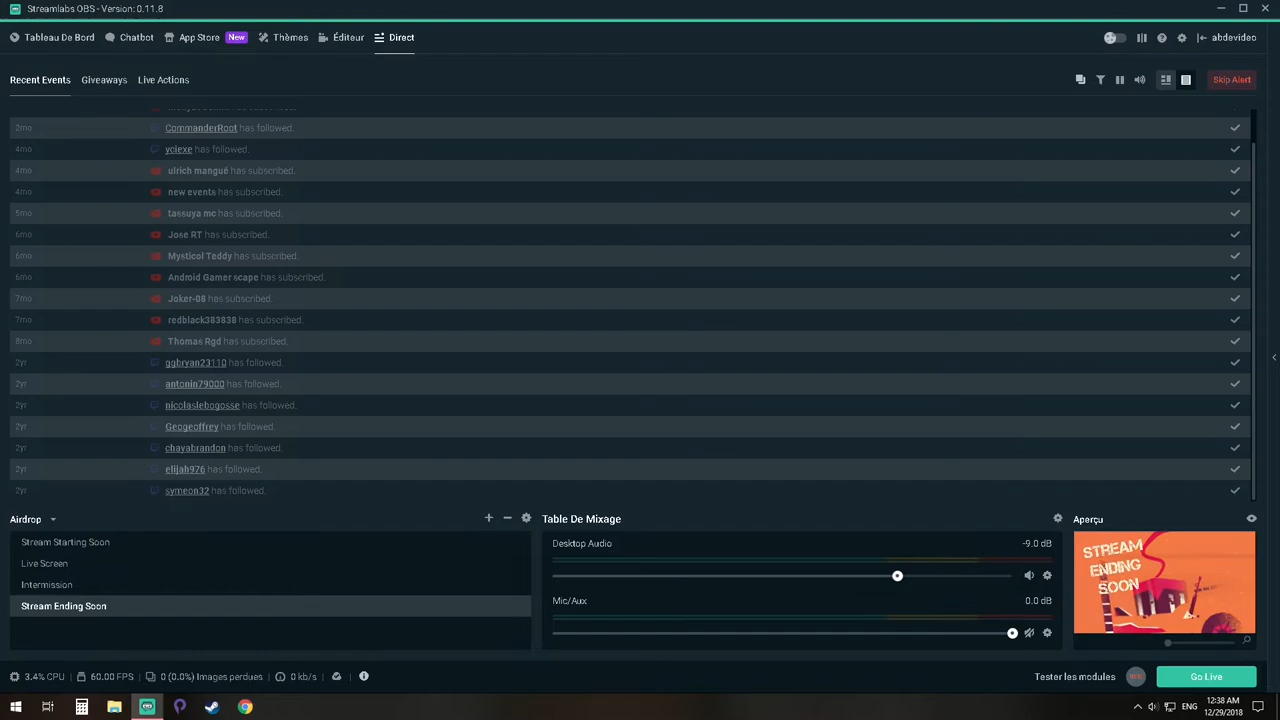 Streamlabs OBS - Version: 0.11.8
Tableau De Bord Chatbot App Store New Thèmes Éditeur Direct abdevideo
Recent Events Giveaways Live Actions Skip Alert
2mo CommanderRoot has followed.
4mo yciexe has followed.
4mo ulrich mangué has subscribed.
4mo new events has subscribed.
5mo tassuya mc has subscribed.
6mo Jose RT has subscribed.
6mo Mysticol Teddy has subscribed.
6mo Android Gamer scape has subscribed.
7mo Joker-08 has subscribed.
7mo redblack383838 has subscribed.
8mo Thomas Rgd has subscribed.
2yr ggbryan23110 has followed.
2yr antonin79000 has followed.
2yr nicolaslebogosse has followed.
2yr Geogeoffrey has followed.
2yr chayabrandon has followed.
2yr elijah976 has followed.
2yr symeon32 has followed.
Airdrop
Stream Starting Soon
Live Screen
Intermission
Stream Ending Soon
Table De Mixage
Desktop Audio -9.0 dB
Mic/Aux 0.0 dB
Aperçu
STREAM
ENDING
SOON
3.4% CPU 60.00 FPS 0 (0.0%) Images perdues 0 kb/s Tester les modules REC Go Live
ENG 12:38 AM
12/29/2018